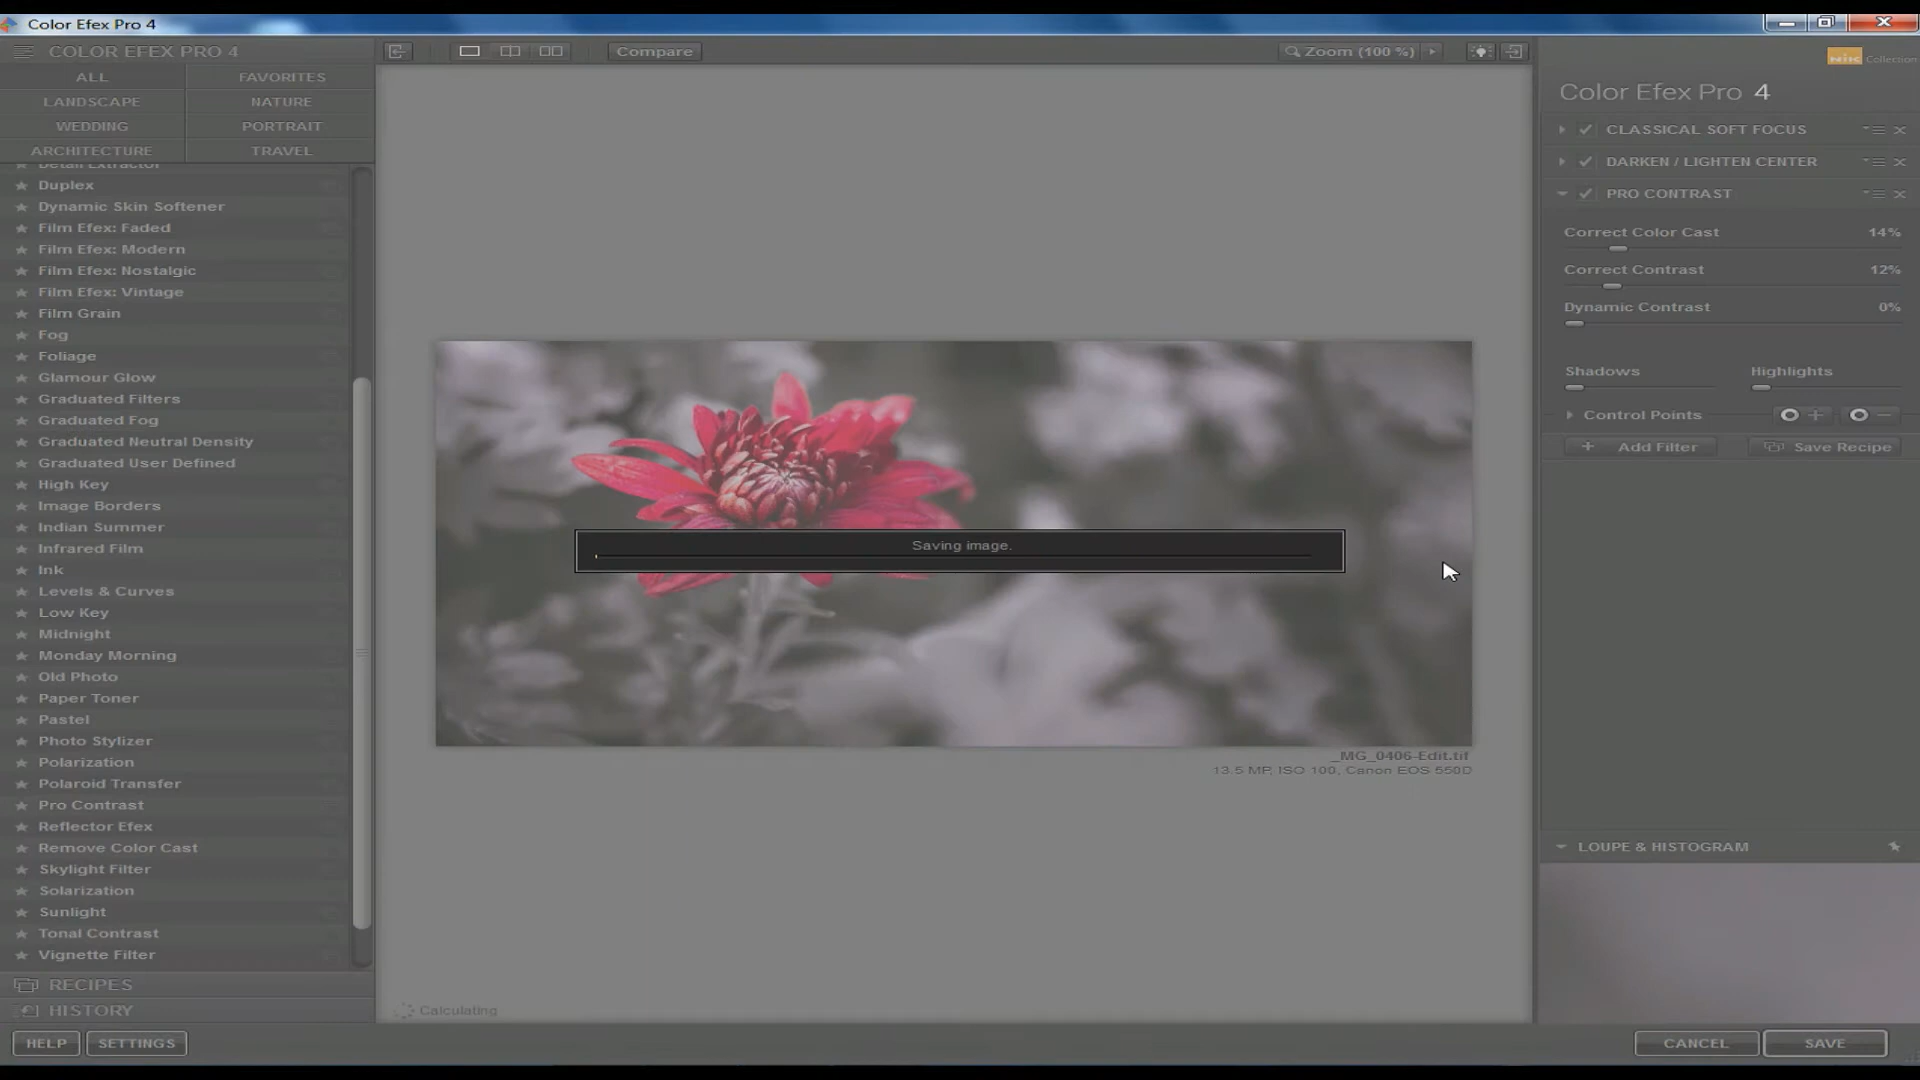 Color Efex Pro 4
COLOR EFEX PRO 4
ALL
FAVORITES
LANDSCAPE
NATURE
WEDDING
PORTRAIT
ARCHITECTURE
TRAVEL
Detail Extractor
Duplex
Dynamic Skin Softener
Film Efex: Faded
Film Efex: Modern
Film Efex: Nostalgic
Film Efex: Vintage
Film Grain
Fog
Foliage
Glamour Glow
Graduated Filters
Graduated Fog
Graduated Neutral Density
Graduated User Defined
High Key
Image Borders
Indian Summer
Infrared Film
Ink
Levels & Curves
Low Key
Midnight
Monday Morning
Old Photo
Paper Toner
Pastel
Photo Stylizer
Polarization
Polaroid Transfer
Pro Contrast
Reflector Efex
Remove Color Cast
Skylight Filter
Solarization
Sunlight
Tonal Contrast
Vignette Filter
RECIPES
HISTORY
HELP
SETTINGS
Compare
Zoom (100 %)
Saving image.
_MG_0406-Edit.tif
13.5 MP, ISO 100, Canon EOS 550D
Calculating
Nik Collection
Color Efex Pro 4
CLASSICAL SOFT FOCUS
DARKEN / LIGHTEN CENTER
PRO CONTRAST
Correct Color Cast 14%
Correct Contrast 12%
Dynamic Contrast 0%
Shadows Highlights
Control Points
Add Filter Save Recipe
LOUPE & HISTOGRAM
CANCEL SAVE